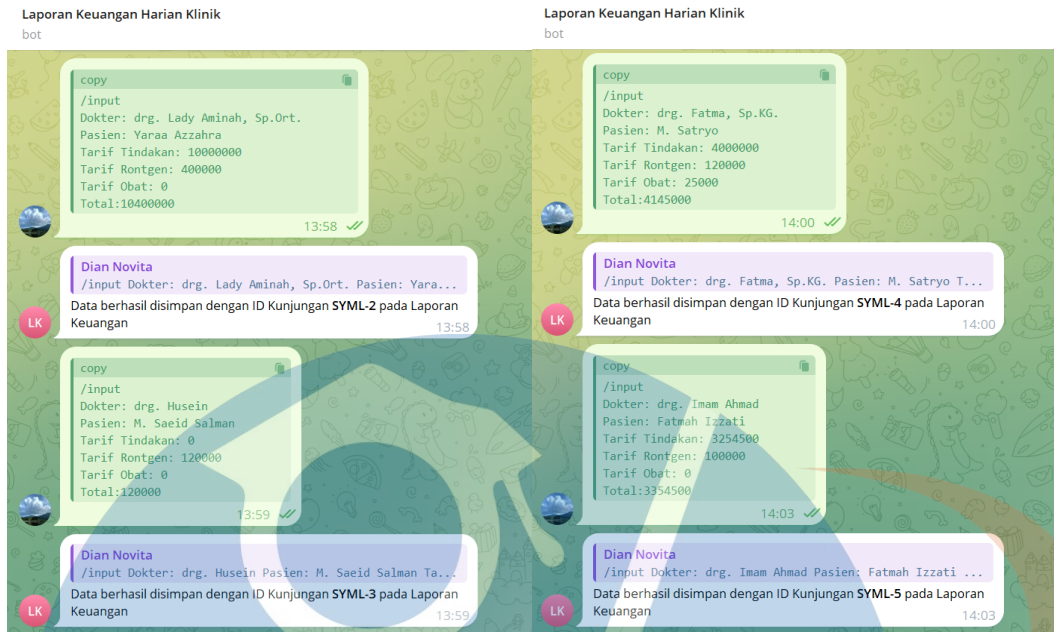 Laporan Keuangan Harian Klinik
bot
copy
/input
Dokter: drg. Lady Aminah, Sp.Ort.
Pasien: Yaraa Azzahra
Tarif Tindakan: 10000000
Tarif Rontgen: 400000
Tarif Obat: 0
Total:10400000
13:58
Dian Novita
/input Dokter: drg. Lady Aminah, Sp.Ort. Pasien: Yara...
LK
Data berhasil disimpan dengan ID Kunjungan SYML-2 pada Laporan
Keuangan
13:58
copy
/input
Dokter: drg. Husein
Pasien: M. Saeid Salman
Tarif Tindakan: 0
Tarif Rontgen: 120000
Tarif Obat: 0
Total:120000
13:59
Dian Novita
/input Dokter: drg. Husein Pasien: M. Saeid Salman Ta...
LK
Data berhasil disimpan dengan ID Kunjungan SYML-3 pada Laporan
Keuangan
13:59
Laporan Keuangan Harian Klinik
bot
copy
/input
Dokter: drg. Fatma, Sp.KG.
Pasien: M. Satryo
Tarif Tindakan: 4000000
Tarif Rontgen: 120000
Tarif Obat: 25000
Total:4145000
14:00
Dian Novita
/input Dokter: drg. Fatma, Sp.KG. Pasien: M. Satryo T...
LK
Data berhasil disimpan dengan ID Kunjungan SYML-4 pada Laporan
Keuangan
14:00
copy
/input
Dokter: drg. Imam Ahmad
Pasien: Fatmah Izzati
Tarif Tindakan: 3254500
Tarif Rontgen: 100000
Tarif Obat: 0
Total:3354500
14:03
Dian Novita
/input Dokter: drg. Imam Ahmad Pasien: Fatmah Izzati ...
LK
Data berhasil disimpan dengan ID Kunjungan SYML-5 pada Laporan
Keuangan
14:03